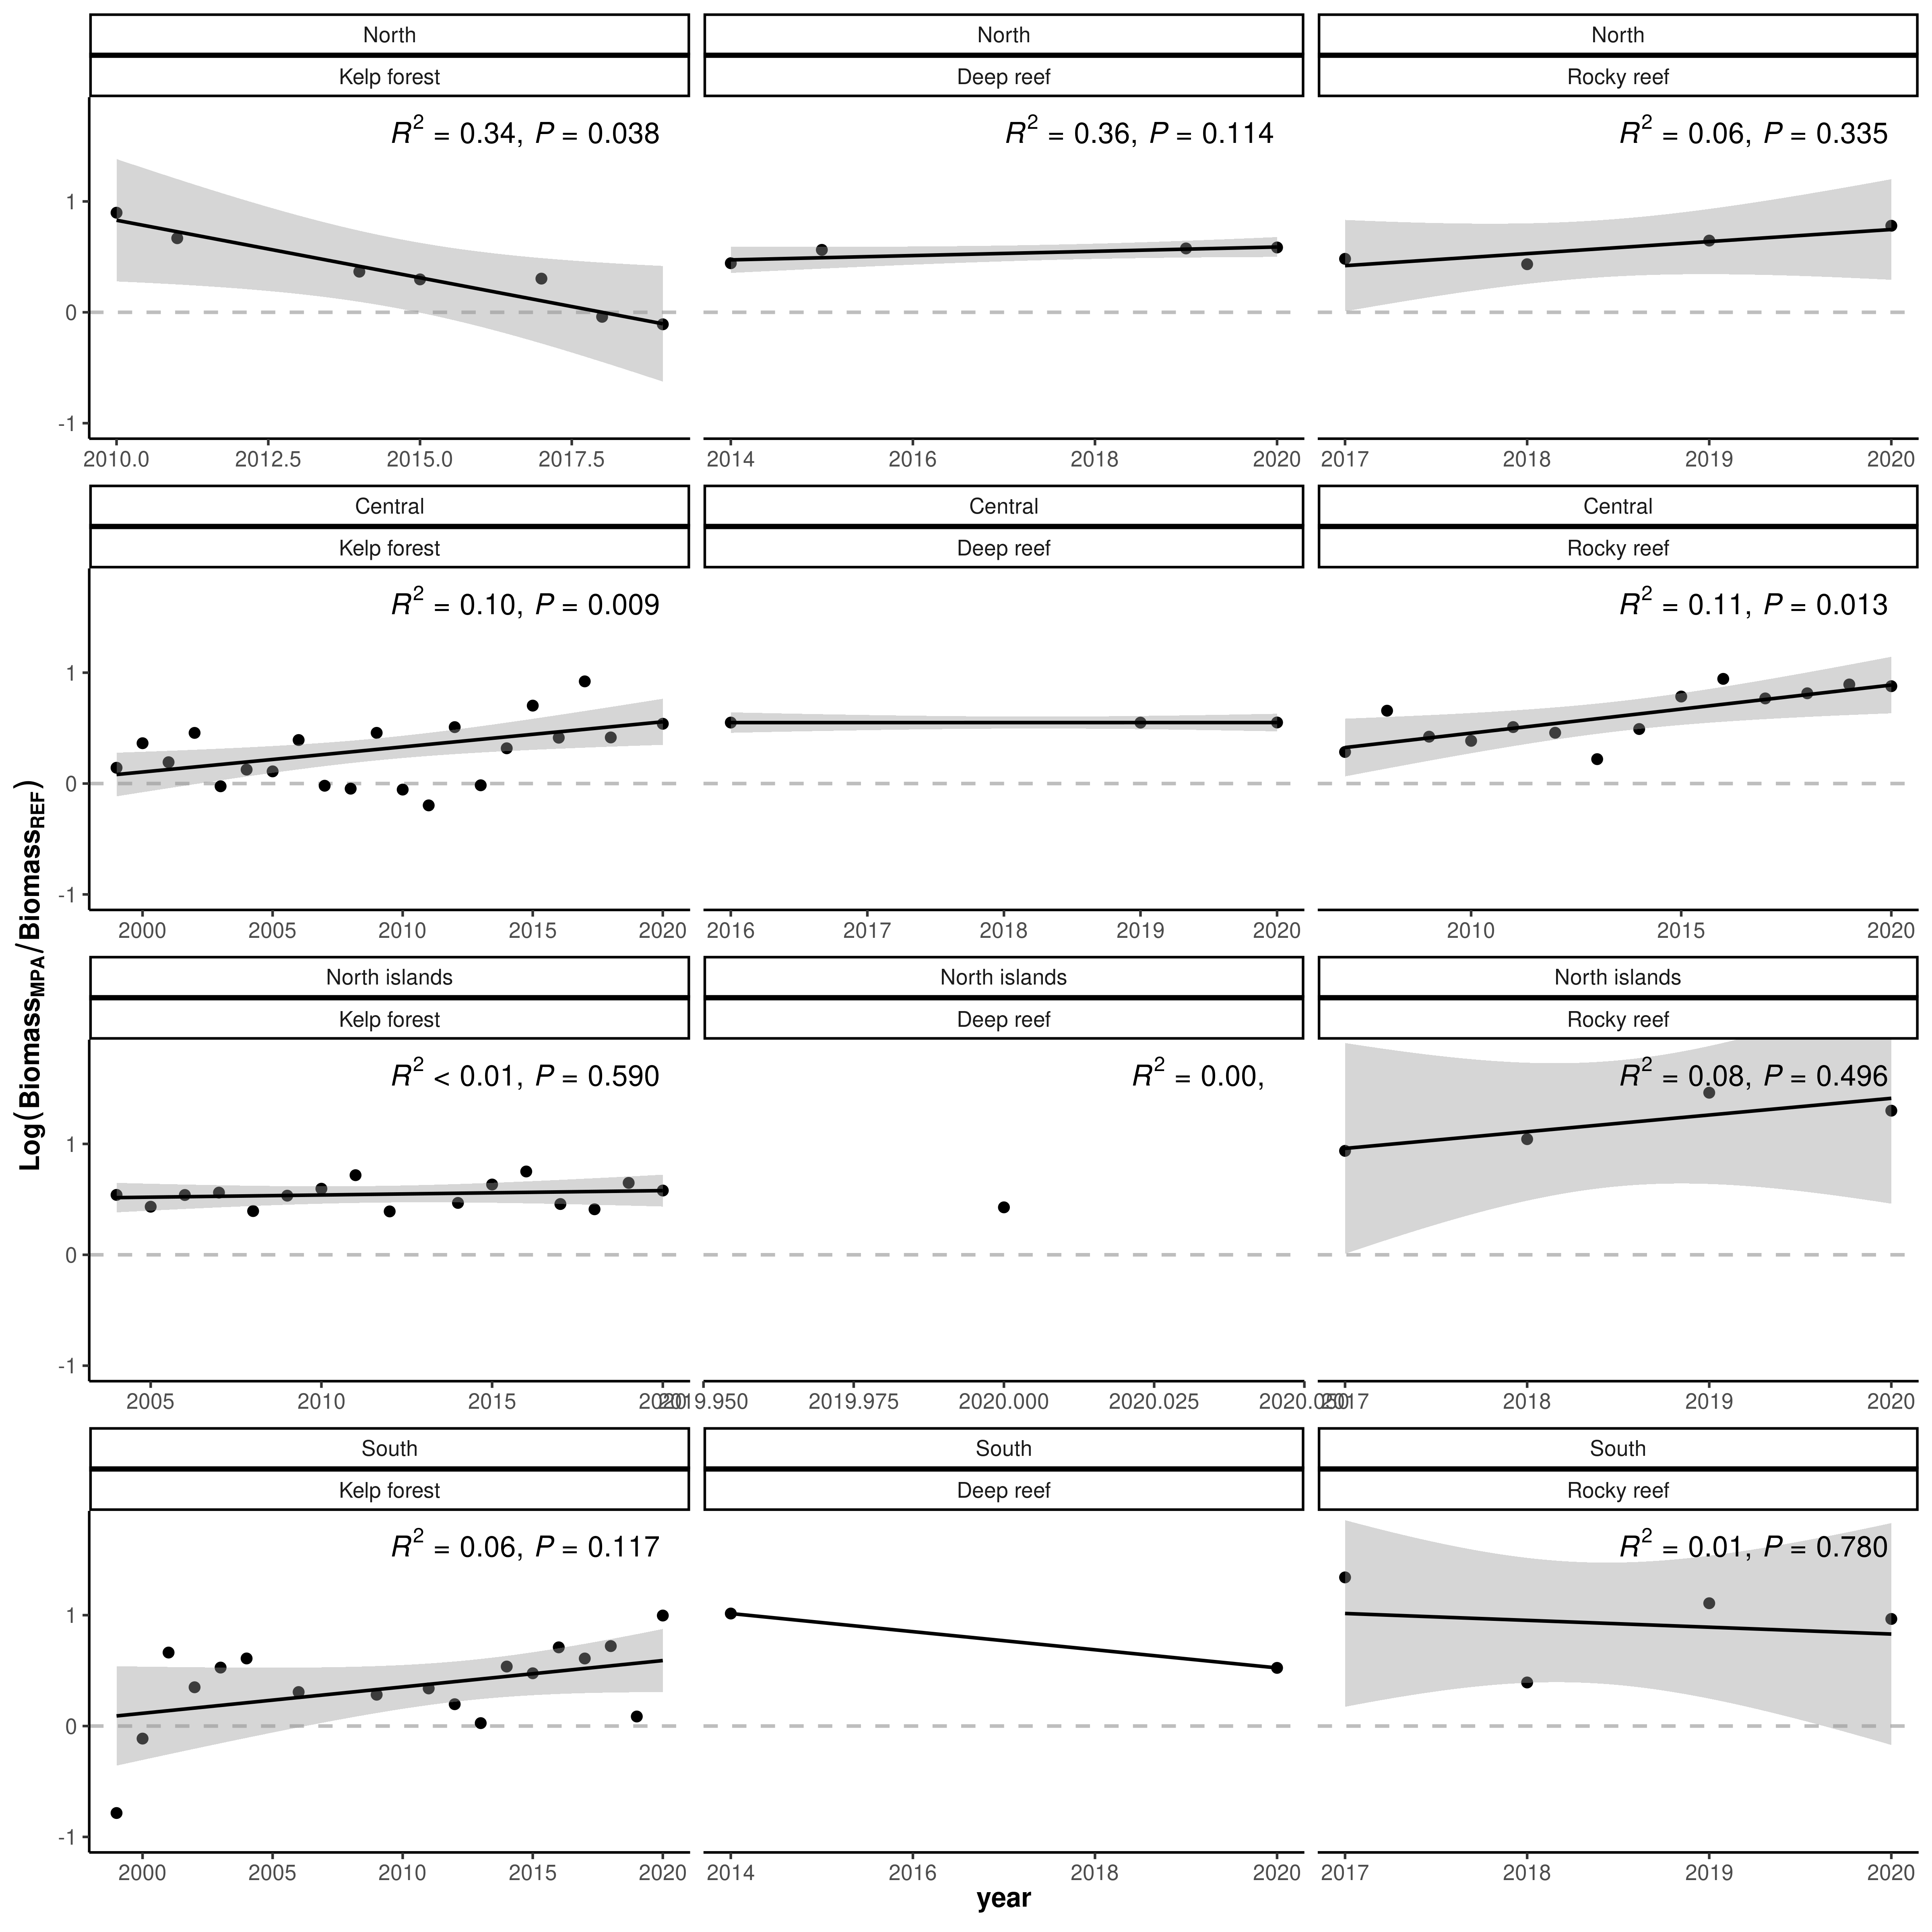 North North North
Kelp forest Deep reef Rocky reef
R² = 0.34, P = 0.038 R² = 0.36, P = 0.114 R² = 0.06, P = 0.335
1
0
-1
2010.0 2012.5 2015.0 2017.5 2014 2016 2018 2020 2017 2018 2019 2020
Central Central Central
Kelp forest Deep reef Rocky reef
R² = 0.10, P = 0.009 R² = 0.11, P = 0.013
1
0
-1
2000 2005 2010 2015 2020 2016 2017 2018 2019 2020 2010 2015 2020
Log(BiomassMPA/BiomassREF)
North islands North islands North islands
Kelp forest Deep reef Rocky reef
R² < 0.01, P = 0.590 R² = 0.00, R² = 0.08, P = 0.496
1
0
-1
2005 2010 2015 2020 2019.950 2019.975 2020.000 2020.025 2020.050 2017 2018 2019 2020
South South South
Kelp forest Deep reef Rocky reef
R² = 0.06, P = 0.117 R² = 0.01, P = 0.780
1
0
-1
2000 2005 2010 2015 2020 2014 2016 2018 2020 2017 2018 2019 2020
year